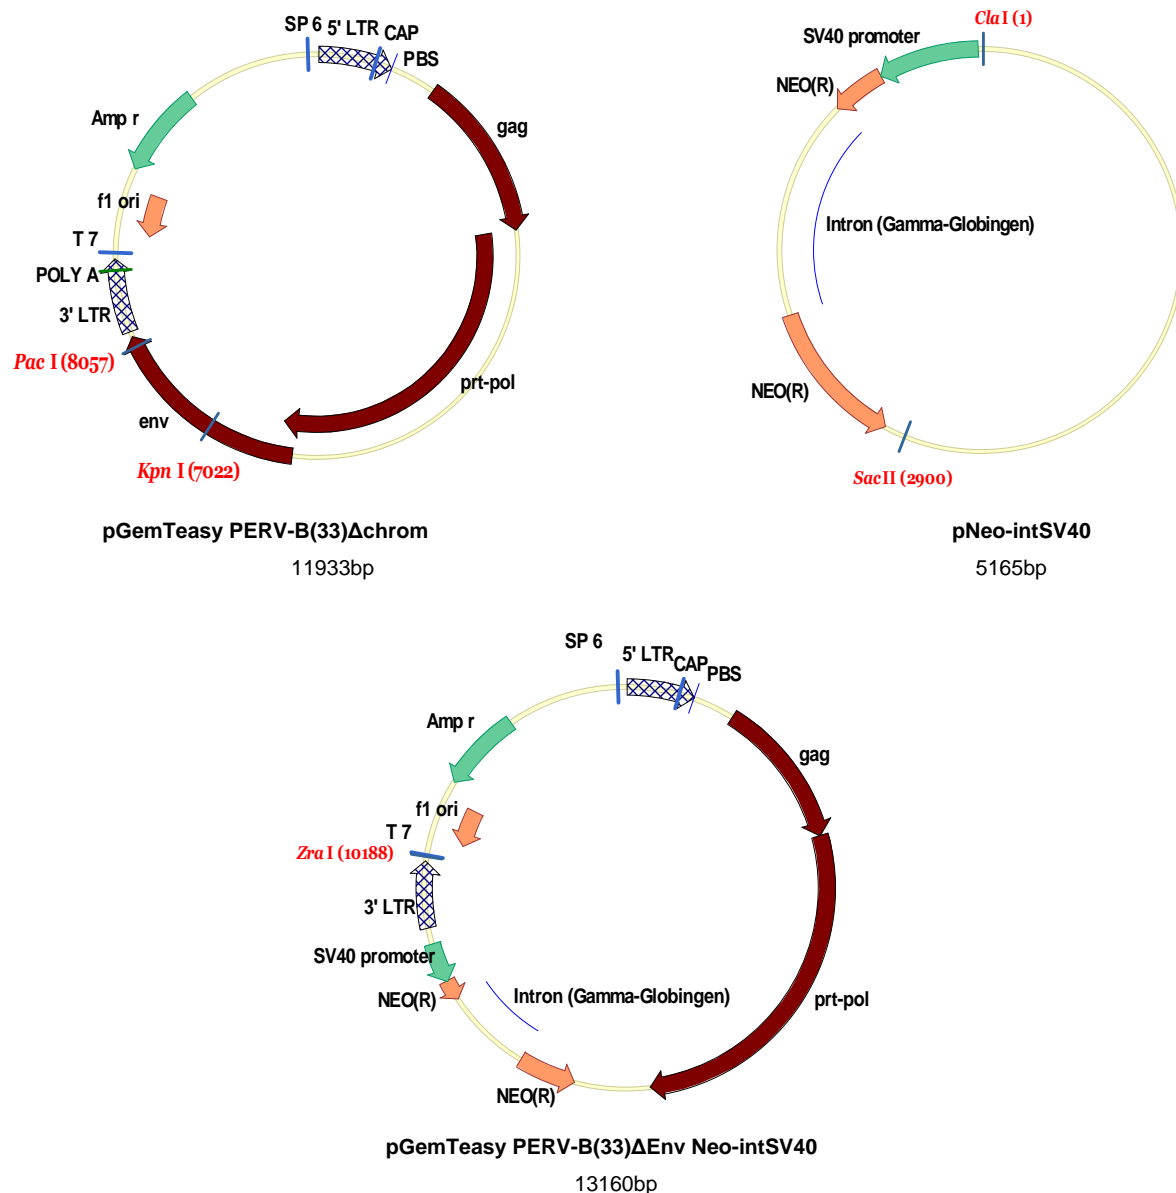 SP 6
5' LTR
CAP
PBS
gag
Amp r
f1 ori
T 7
POLY A
3' LTR
Pac I (8057)
env
Kpn I (7022)
prt-pol
pGemTeasy PERV-B(33)Δchrom
11933bp
Cla I (1)
SV40 promoter
NEO(R)
Intron (Gamma-Globingen)
NEO(R)
Sac II (2900)
pNeo-intSV40
5165bp
SP 6
5' LTR
CAP
PBS
gag
Amp r
f1 ori
T 7
Zra I (10188)
3' LTR
SV40 promoter
NEO(R)
Intron (Gamma-Globingen)
prt-pol
NEO(R)
pGemTeasy PERV-B(33)ΔEnv Neo-intSV40
13160bp